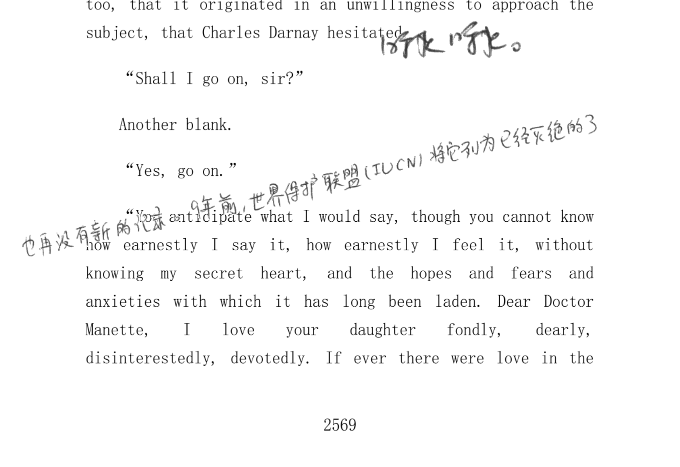 too, that it originated in an unwillingness to approach the
subject, that Charles Darnay hesitated.
“Shall I go on, sir?”
Another blank.
“Yes, go on.”
“You anticipate what I would say, though you cannot know
how earnestly I say it, how earnestly I feel it, without
knowing my secret heart, and the hopes and fears and
anxieties with which it has long been laden. Dear Doctor
Manette, I love your daughter fondly, dearly,
disinterestedly, devotedly. If ever there were love in the
也再没有新的记录。9年前,世界保护联盟(IUCN)将它列为已经灭绝的了
2569